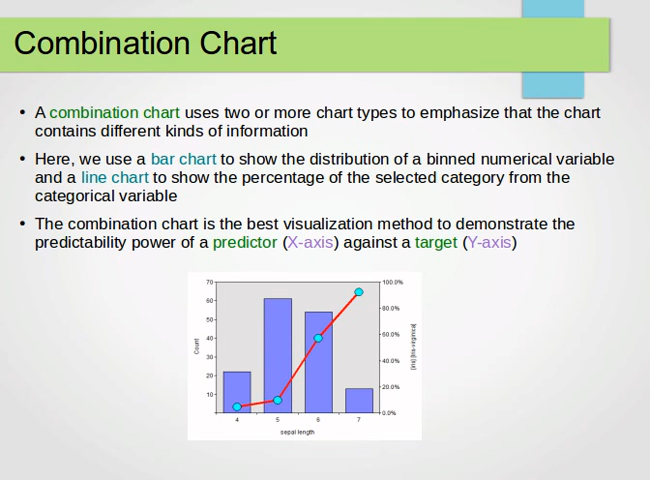 Combination Chart
• A combination chart uses two or more chart types to emphasize that the chart
contains different kinds of information
• Here, we use a bar chart to show the distribution of a binned numerical variable
and a line chart to show the percentage of the selected category from the
categorical variable
• The combination chart is the best visualization method to demonstrate the
predictability power of a predictor (X-axis) against a target (Y-axis)
70
60
50
40
30
20
10
Count
100.0%
80.0%
60.0%
40.0%
20.0%
0.0%
[iris] [Iris-virginica]
4 5 6 7
sepal length